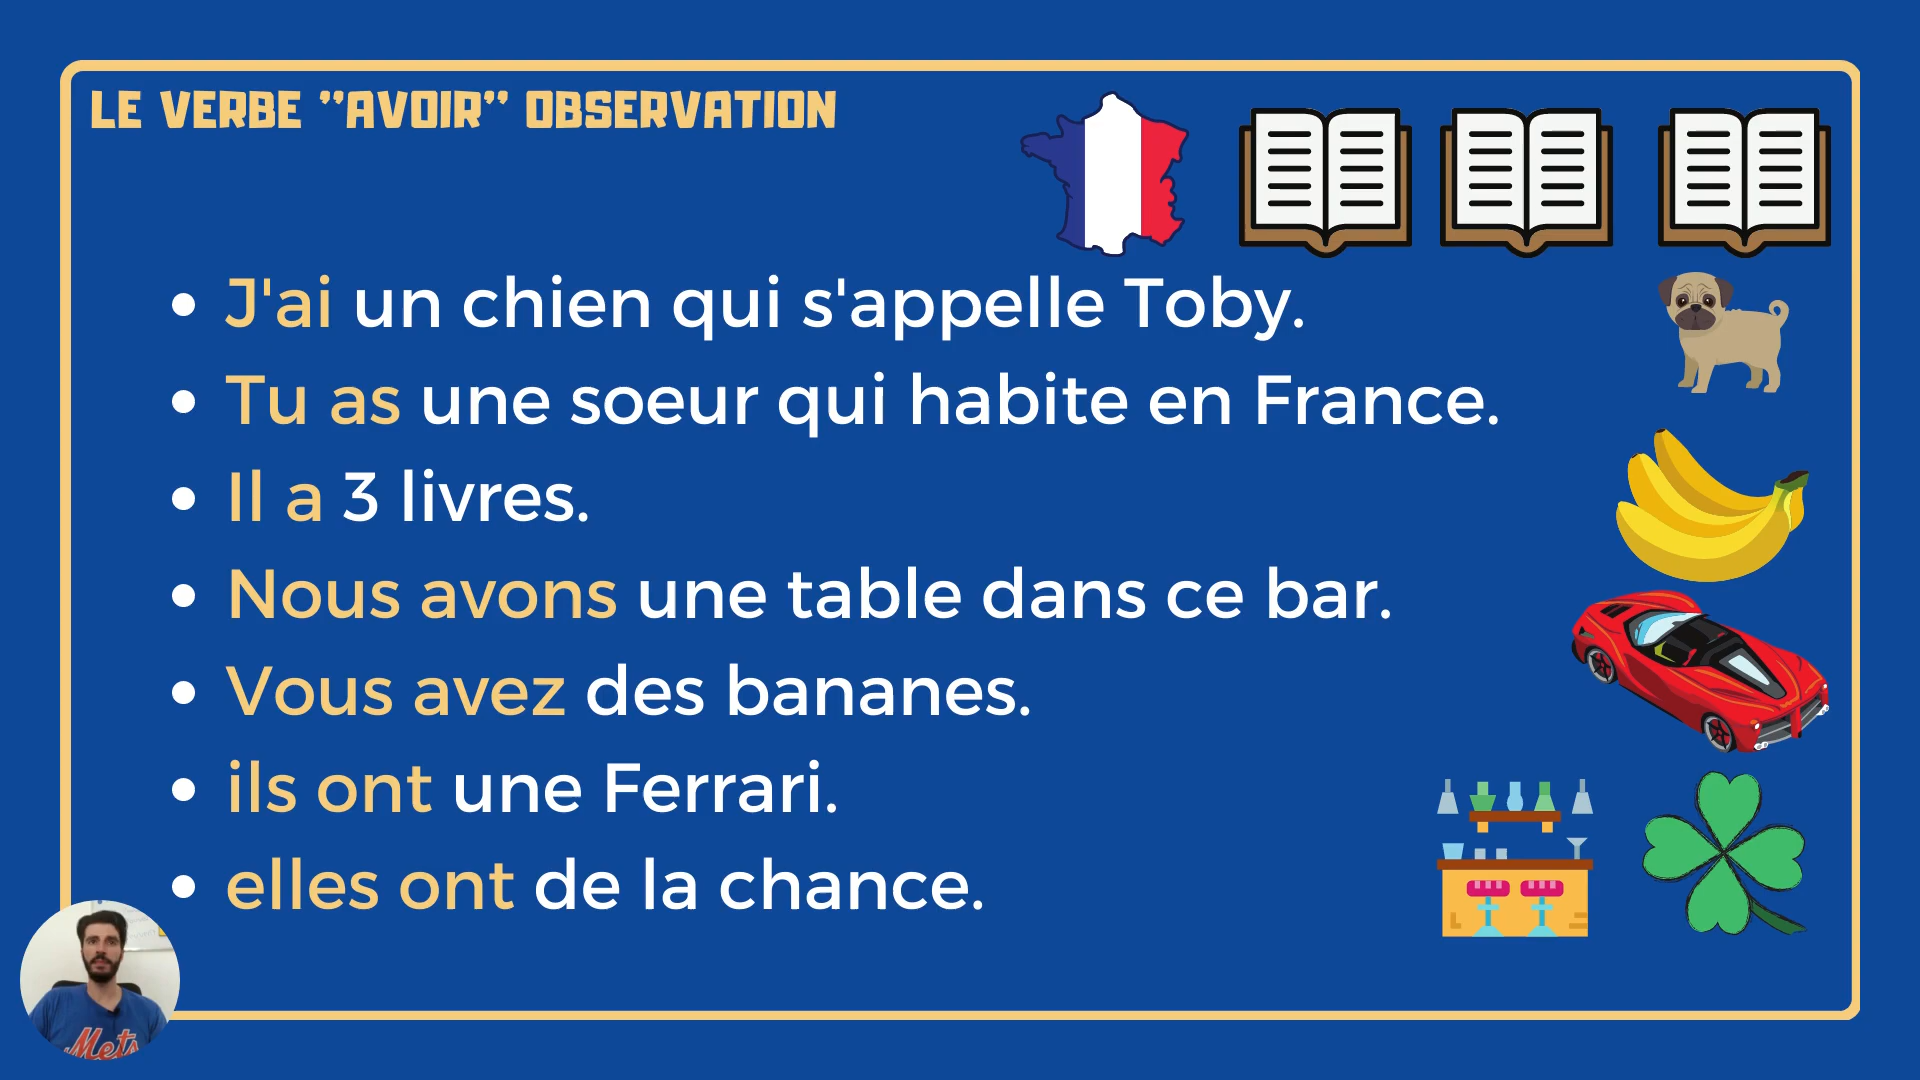 LE VERBE "AVOIR" OBSERVATION
J'ai un chien qui s'appelle Toby.
Tu as une soeur qui habite en France.
Il a 3 livres.
Nous avons une table dans ce bar.
Vous avez des bananes.
ils ont une Ferrari.
elles ont de la chance.
Mets